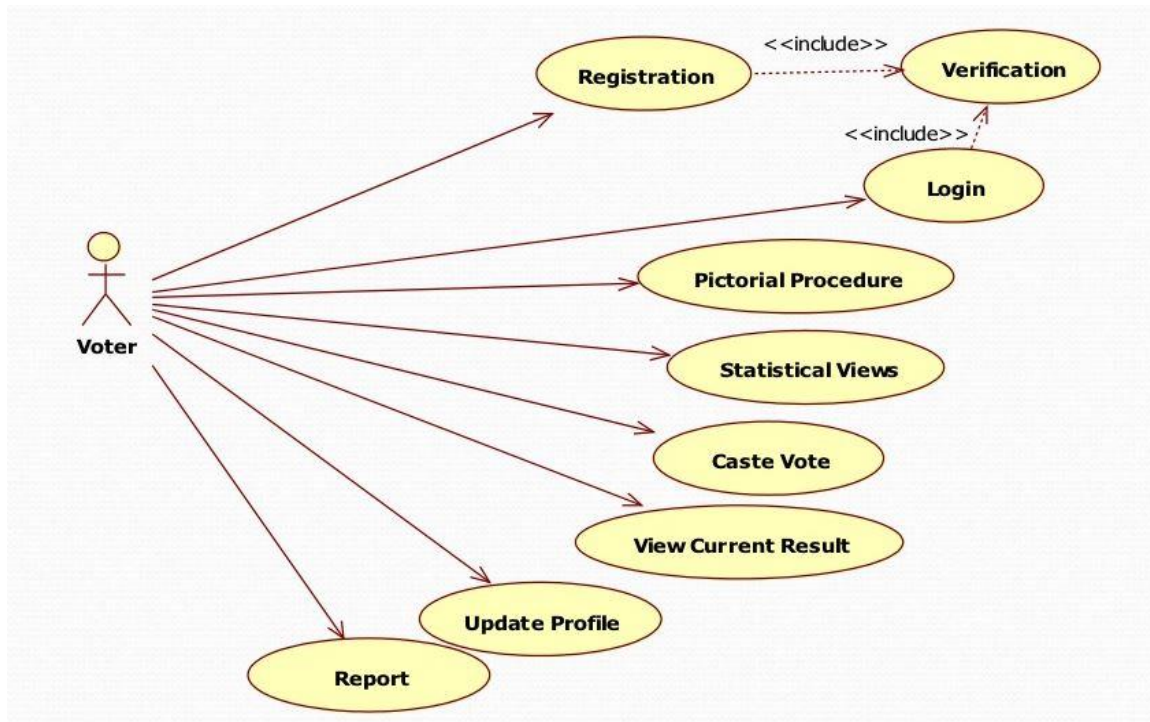 <<include>>
Registration
Verification
<<include>>
Login
Pictorial Procedure
Voter
Statistical Views
Caste Vote
View Current Result
Update Profile
Report